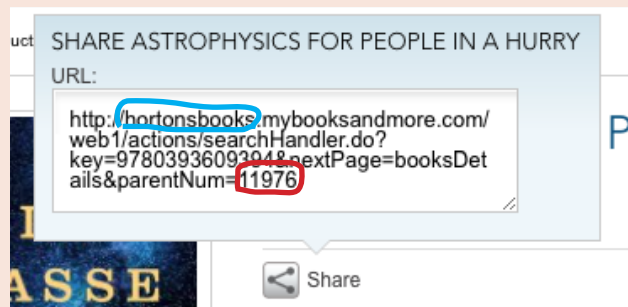 uct
SHARE ASTROPHYSICS FOR PEOPLE IN A HURRY
URL:
http://hortonsbooks.mybooksandmore.com/
web1/actions/searchHandler.do?
key=9780393609394&nextPage=booksDet
ails&parentNum=11976
P
ASSE
Share